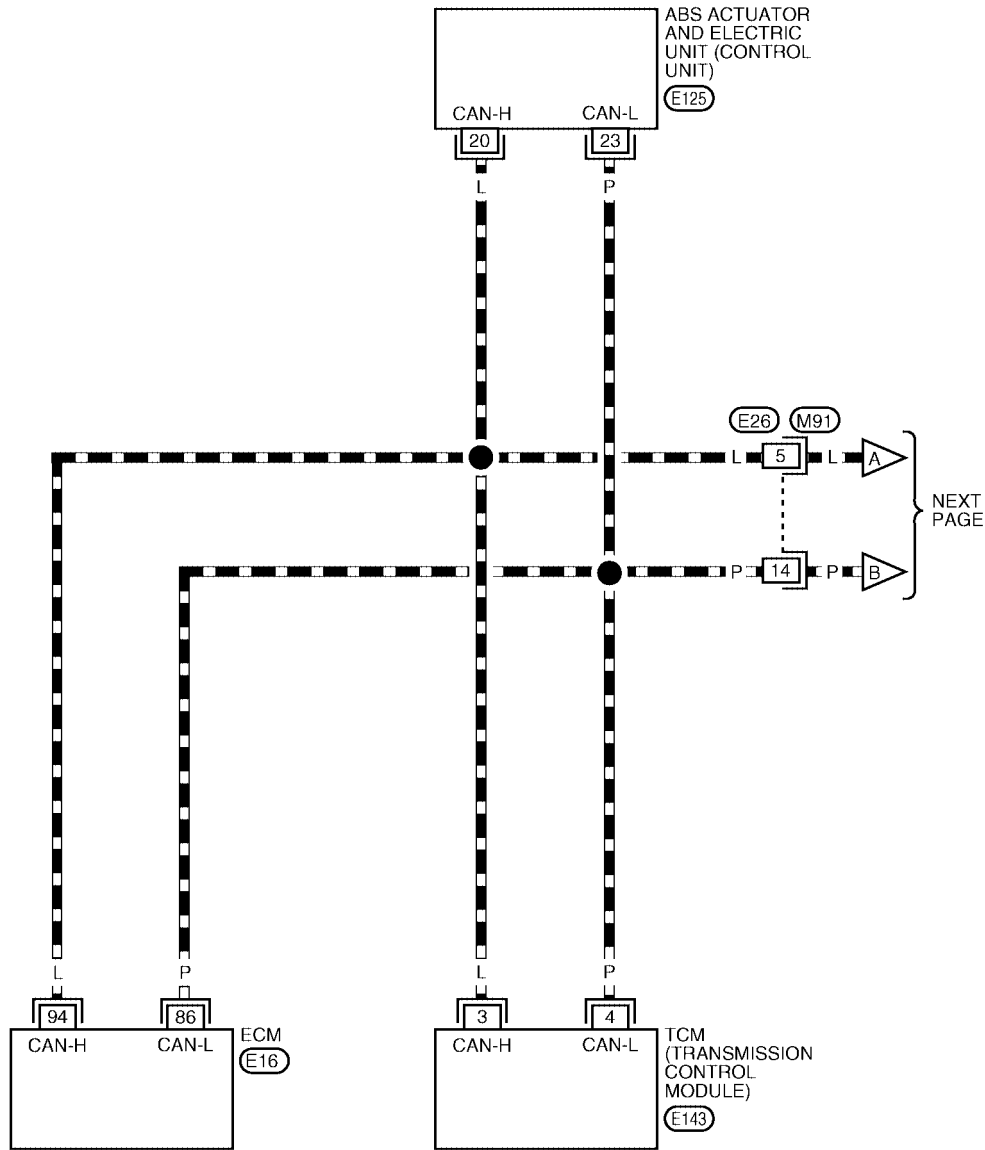 ABS ACTUATOR
AND ELECTRIC
UNIT (CONTROL
UNIT)
E125
CAN-H CAN-L
20 23
L P
E26 M91
L 5 L A
NEXT
PAGE
P 14 P B
L P L P
94 86 3 4
CAN-H CAN-L
ECM
E16
CAN-H CAN-L
TCM
(TRANSMISSION
CONTROL
MODULE)
E143